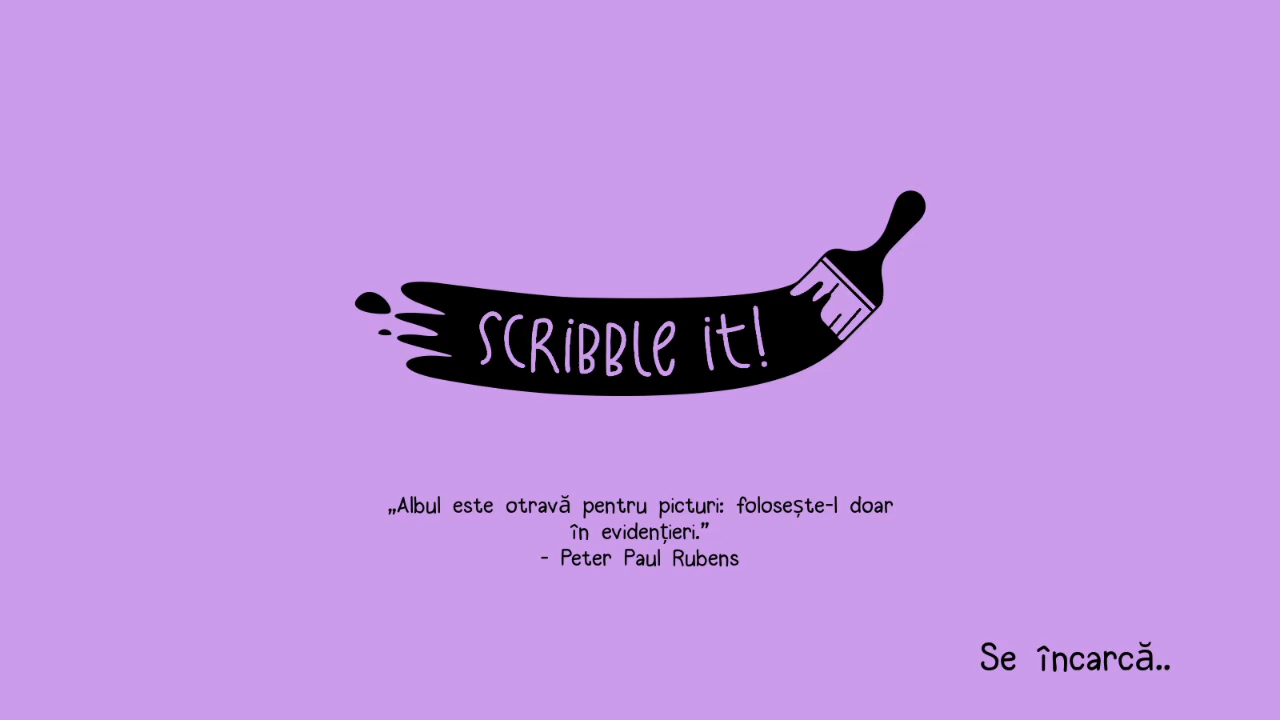 SCRIBBLE it!
„Albul este otravă pentru picturi: folosește-l doar
în evidențieri.”
- Peter Paul Rubens
Se încarcă..